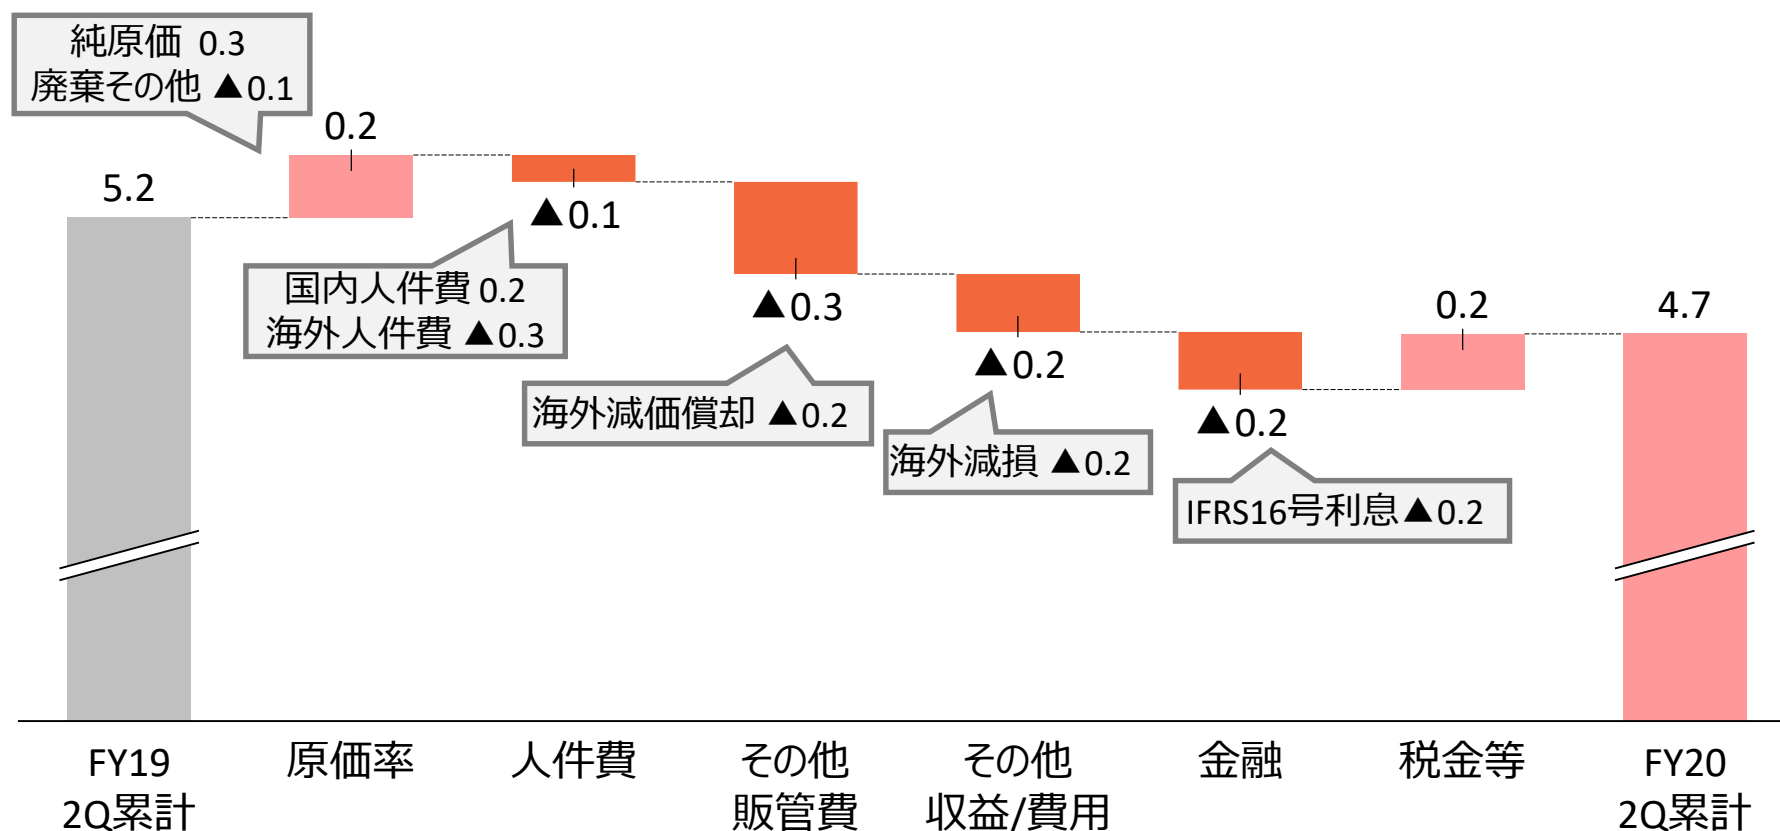 純原価 0.3
廃棄その他 ▲0.1
0.2
5.2
▲0.1
国内人件費 0.2
海外人件費 ▲0.3
▲0.3
海外減価償却 ▲0.2
▲0.2
海外減損 ▲0.2
▲0.2
IFRS16号利息▲0.2
0.2
4.7
FY19
2Q累計
原価率
人件費
その他
販管費
その他
収益/費用
金融
税金等
FY20
2Q累計